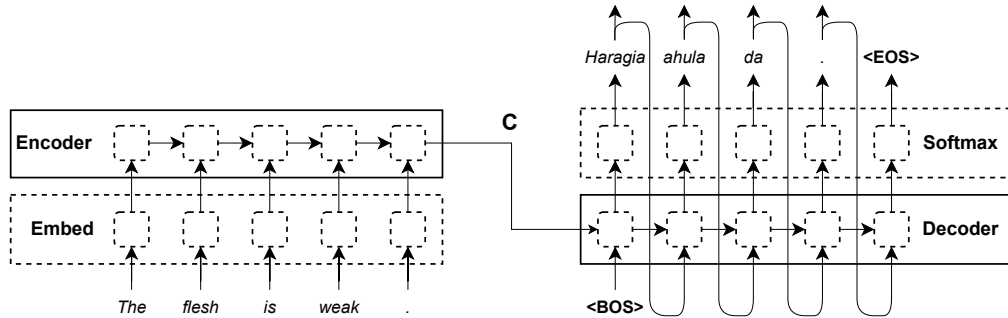 Haragia ahula da . <EOS>
Encoder
C
Softmax
Embed
Decoder
The flesh is weak .
<BOS>